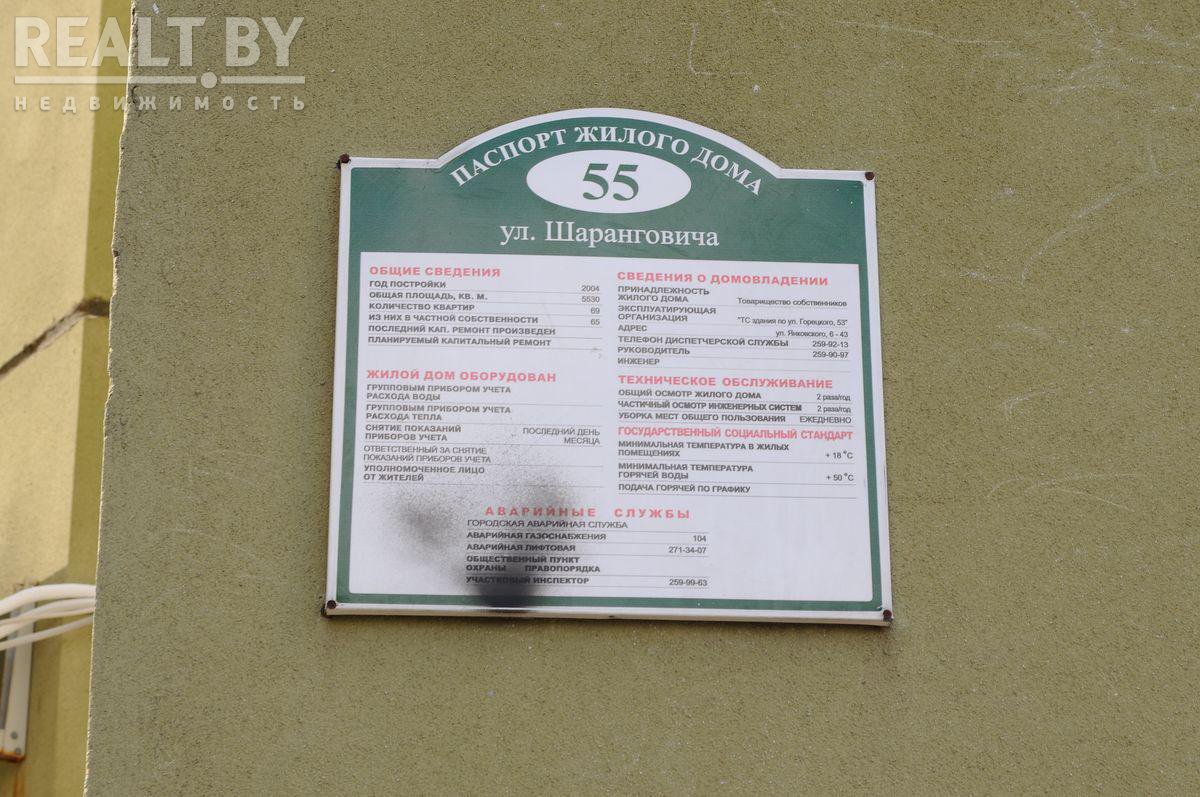 REALT.BY
НЕДВИЖИМОСТЬ
ПАСПОРТ ЖИЛОГО ДОМА
55
ул. Шаранговича
ОБЩИЕ СВЕДЕНИЯ
ГОД ПОСТРОЙКИ 2004
ОБЩАЯ ПЛОЩАДЬ, КВ. М. 5530
КОЛИЧЕСТВО КВАРТИР 69
ИЗ НИХ В ЧАСТНОЙ СОБСТВЕННОСТИ 65
ПОСЛЕДНИЙ КАП. РЕМОНТ ПРОИЗВЕДЕН
ПЛАНИРУЕМЫЙ КАПИТАЛЬНЫЙ РЕМОНТ
ЖИЛОЙ ДОМ ОБОРУДОВАН
ГРУППОВЫМ ПРИБОРОМ УЧЕТА
РАСХОДА ВОДЫ
ГРУППОВЫМ ПРИБОРОМ УЧЕТА
РАСХОДА ТЕПЛА
СНЯТИЕ ПОКАЗАНИЙ ПОСЛЕДНИЙ ДЕНЬ
ПРИБОРОВ УЧЕТА МЕСЯЦА
ОТВЕТСТВЕННЫЙ ЗА СНЯТИЕ
ПОКАЗАНИЙ ПРИБОРОВ УЧЕТА
УПОЛНОМОЧЕННОЕ ЛИЦО
ОТ ЖИТЕЛЕЙ
СВЕДЕНИЯ О ДОМОВЛАДЕНИИ
ПРИНАДЛЕЖНОСТЬ
ЖИЛОГО ДОМА Товарищество собственников
ЭКСПЛУАТИРУЮЩАЯ
ОРГАНИЗАЦИЯ "ТС здания по ул. Горецкого, 53"
АДРЕС ул. Янковского, 6 - 43
ТЕЛЕФОН ДИСПЕТЧЕРСКОЙ СЛУЖБЫ 259-92-13
РУКОВОДИТЕЛЬ 259-90-97
ИНЖЕНЕР
ТЕХНИЧЕСКОЕ ОБСЛУЖИВАНИЕ
ОБЩИЙ ОСМОТР ЖИЛОГО ДОМА 2 раза/год
ЧАСТИЧНЫЙ ОСМОТР ИНЖЕНЕРНЫХ СИСТЕМ 2 раза/год
УБОРКА МЕСТ ОБЩЕГО ПОЛЬЗОВАНИЯ ЕЖЕДНЕВНО
ГОСУДАРСТВЕННЫЙ СОЦИАЛЬНЫЙ СТАНДАРТ
МИНИМАЛЬНАЯ ТЕМПЕРАТУРА В ЖИЛЫХ
ПОМЕЩЕНИЯХ + 18 °C
МИНИМАЛЬНАЯ ТЕМПЕРАТУРА
ГОРЯЧЕЙ ВОДЫ + 50 °C
ПОДАЧА ГОРЯЧЕЙ ПО ГРАФИКУ
АВАРИЙНЫЕ СЛУЖБЫ
ГОРОДСКАЯ АВАРИЙНАЯ СЛУЖБА
АВАРИЙНАЯ ГАЗОСНАБЖЕНИЯ 104
АВАРИЙНАЯ ЛИФТОВАЯ 271-34-07
ОБЩЕСТВЕННЫЙ ПУНКТ
ОХРАНЫ ПРАВОПОРЯДКА
УЧАСТКОВЫЙ ИНСПЕКТОР 259-99-63